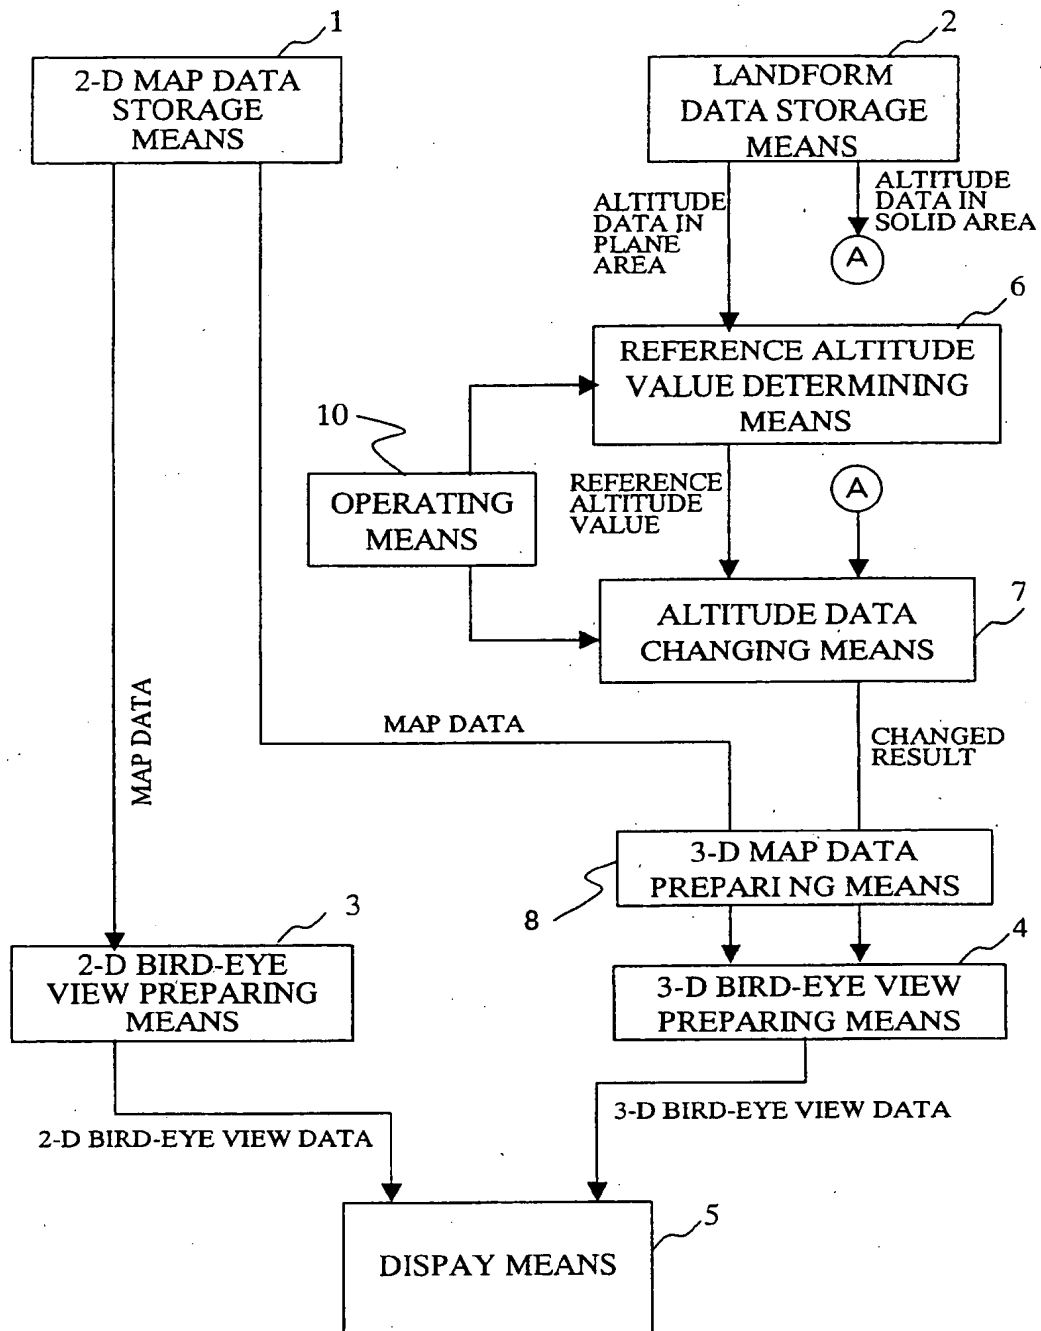 1
2-D MAP DATA
STORAGE
MEANS
2
LANDFORM
DATA STORAGE
MEANS
ALTITUDE
DATA IN
PLANE
AREA
ALTITUDE
DATA IN
SOLID AREA
A
6
REFERENCE ALTITUDE
VALUE DETERMINING
MEANS
10
OPERATING
MEANS
REFERENCE
ALTITUDE
VALUE
A
7
ALTITUDE DATA
CHANGING MEANS
MAP DATA
MAP DATA
CHANGED
RESULT
8
3-D MAP DATA
PREPARING MEANS
3
2-D BIRD-EYE
VIEW PREPARING
MEANS
4
3-D BIRD-EYE VIEW
PREPARING MEANS
2-D BIRD-EYE VIEW DATA
3-D BIRD-EYE VIEW DATA
5
DISPAY MEANS